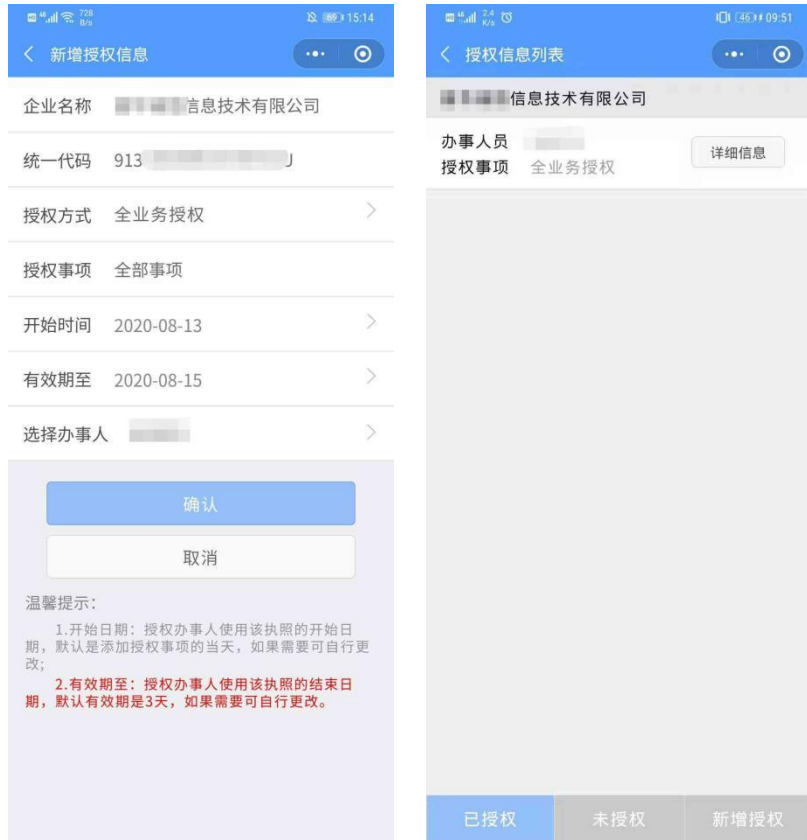 46 728 B/s 69 15:14
新增授权信息
企业名称 信息技术有限公司
统一代码 913 J
授权方式 全业务授权
授权事项 全部事项
开始时间 2020-08-13
有效期至 2020-08-15
选择办事人
确认
取消
温馨提示：
1.开始日期：授权办事人使用该执照的开始日
期，默认是添加授权事项的当天，如果需要可自行更
改;
2.有效期至：授权办事人使用该执照的结束日
期，默认有效期是3天，如果需要可自行更改。
46 2.4 K/s 46 09:51
授权信息列表
信息技术有限公司
办事人员
授权事项 全业务授权
详细信息
已授权 未授权 新增授权